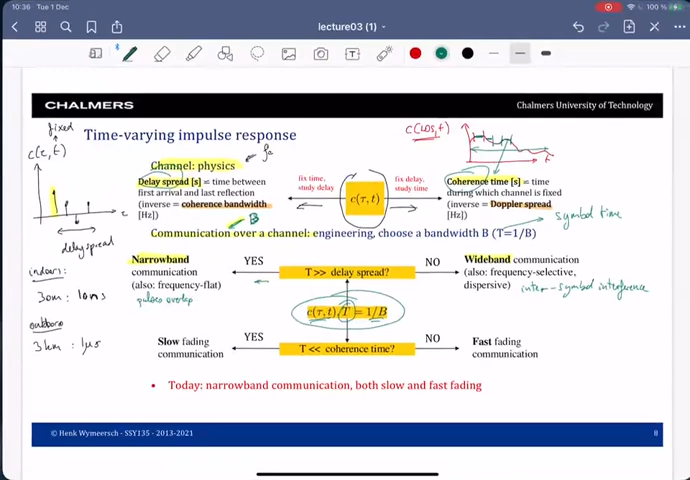 10:36 Tue 1 Dec
100 %
lecture03 (1)
CHALMERS
Chalmers University of Technology
fixed
c(τ, t)
Time-varying impulse response
c(τ, t)
t
Channel: physics
Delay spread [s] = time between
first arrival and last reflection
(inverse = coherence bandwidth
[Hz])
fix time,
study delay
c(τ, t)
fix delay,
study time
Coherence time [s] = time
during which channel is fixed
(inverse = Doppler spread
[Hz])
B
symbol time
delay spread
Communication over a channel: engineering, choose a bandwidth B (T=1/B)
indoors:
30m: 10ns
outdoors
3km: 1μs
Narrowband
communication
(also: frequency-flat)
pulses overlap
YES
T>> delay spread?
NO
Wideband communication
(also: frequency-selective,
dispersive)
inter-symbol interference
c(τ, t), T = 1/B
Slow fading
communication
YES
T << coherence time?
NO
Fast fading
communication
• Today: narrowband communication, both slow and fast fading
© Henk Wymeersch - SSY135 - 2013-2021
8